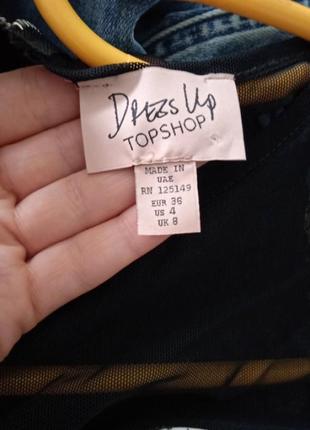 Dress Up
TOPSHOP
MADE IN
UAE
RN 125149
EUR 36
US 4
UK 8